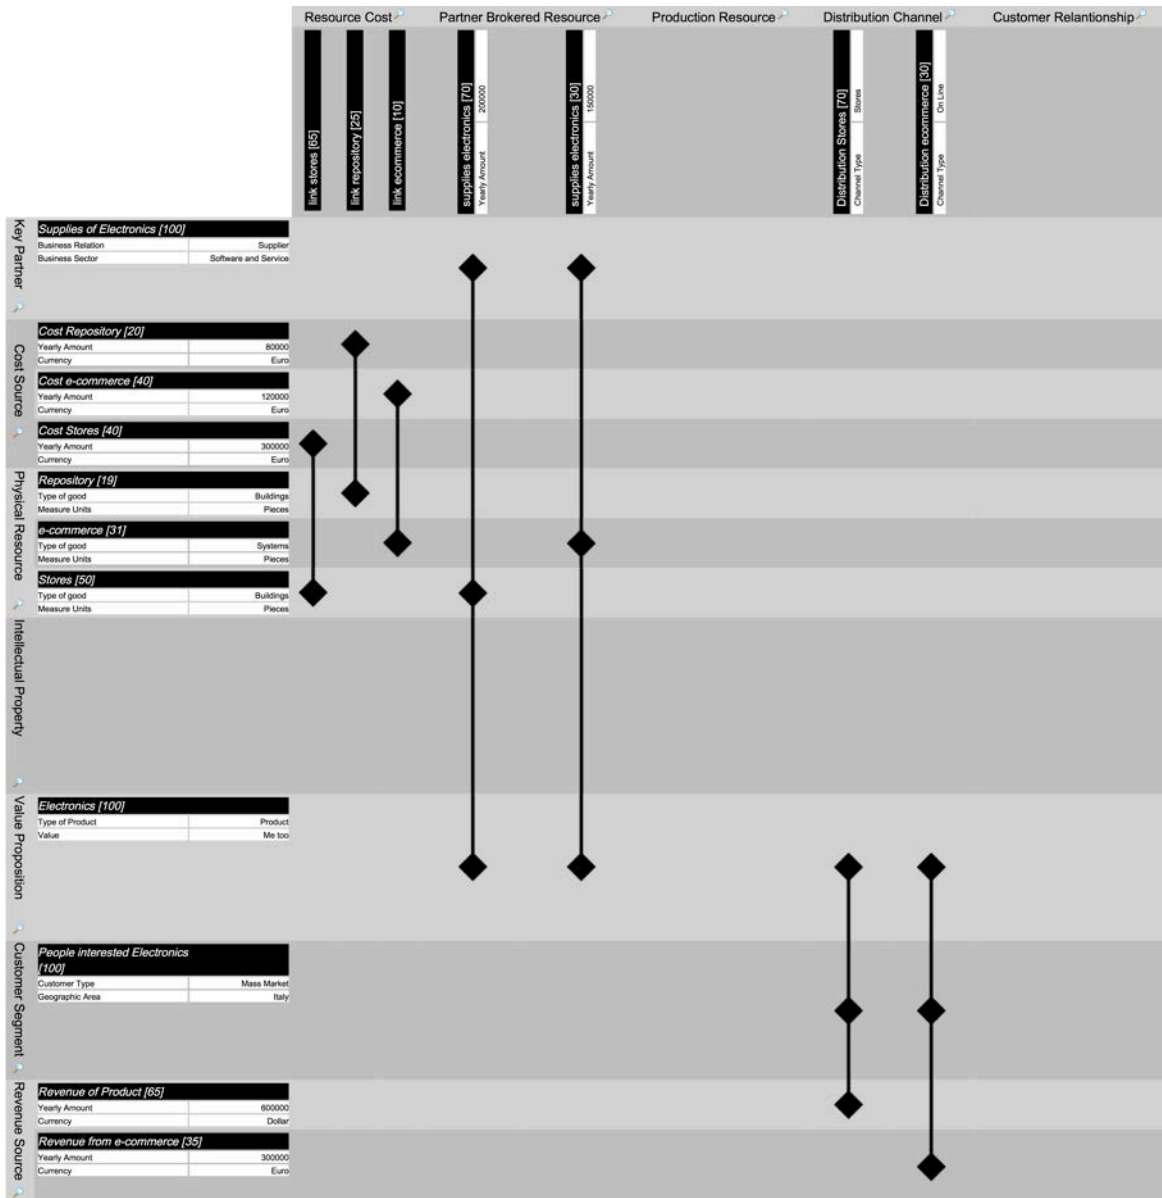 Resource Cost
Partner Brokered Resource
Production Resource
Distribution Channel
Customer Relantionship
link stores [65]
link repository [25]
link ecommerce [10]
supplies electronics [70]
Yearly Amount 200000
supplies electronics [30]
Yearly Amount 150000
Distribution Stores [70]
Channel Type Stores
Distribution ecommerce [30]
Channel Type On Line
Key Partner
Supplies of Electronics [100]
Business Relation Supplier
Business Sector Software and Service
Cost Source
Cost Repository [20]
Yearly Amount 80000
Currency Euro
Cost e-commerce [40]
Yearly Amount 120000
Currency Euro
Cost Stores [40]
Yearly Amount 300000
Currency Euro
Physical Resource
Repository [19]
Type of good Buildings
Measure Units Pieces
e-commerce [31]
Type of good Systems
Measure Units Pieces
Stores [50]
Type of good Buildings
Measure Units Pieces
Intellectual Property
Value Proposition
Electronics [100]
Type of Product Product
Value Me too
Customer Segment
People interested Electronics
[100]
Customer Type Mass Market
Geographic Area Italy
Revenue Source
Revenue of Product [65]
Yearly Amount 600000
Currency Dollar
Revenue from e-commerce [35]
Yearly Amount 300000
Currency Euro